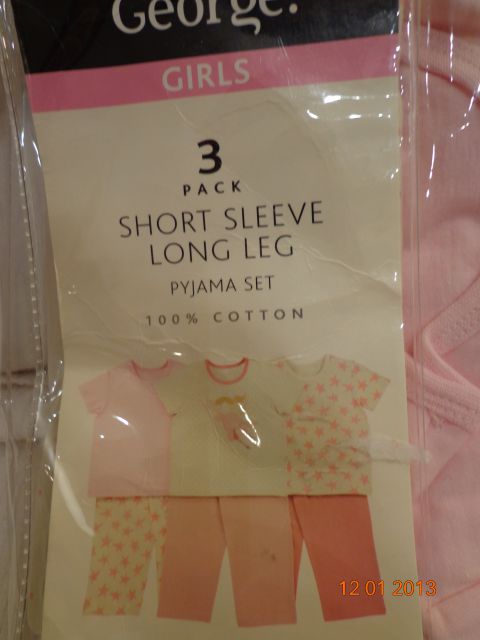 George.
GIRLS
3
PACK
SHORT SLEEVE
LONG LEG
PYJAMA SET
100% COTTON
12 01 2013